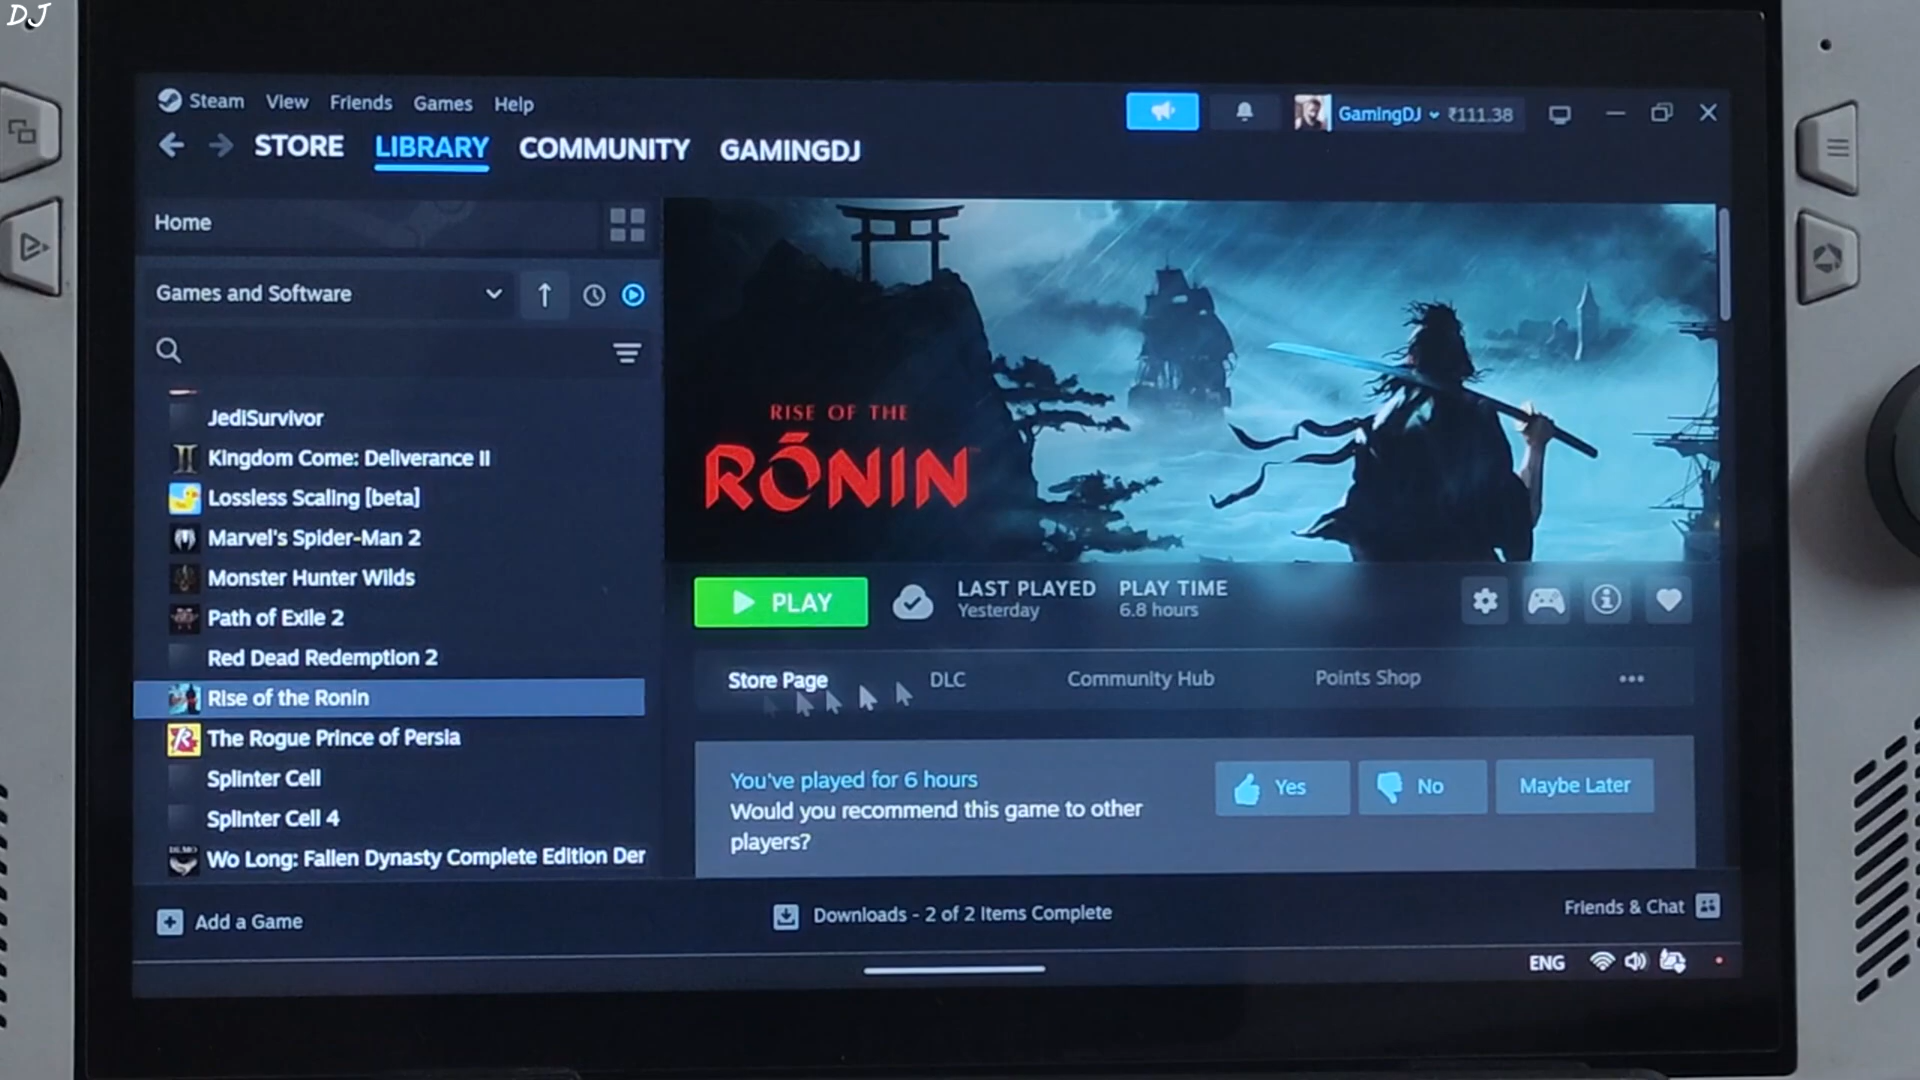 DJ
Steam View Friends Games Help
GamingDJ ₹111.38
STORE LIBRARY COMMUNITY GAMINGDJ
Home
Games and Software
JediSurvivor
Kingdom Come: Deliverance II
Lossless Scaling [beta]
Marvel's Spider-Man 2
Monster Hunter Wilds
Path of Exile 2
Red Dead Redemption 2
Rise of the Ronin
The Rogue Prince of Persia
Splinter Cell
Splinter Cell 4
Wo Long: Fallen Dynasty Complete Edition Der
Add a Game
RISE OF THE
RŌNIN
PLAY
LAST PLAYED
Yesterday
PLAY TIME
6.8 hours
Store Page DLC Community Hub Points Shop
You've played for 6 hours
Would you recommend this game to other
players?
Yes No Maybe Later
Downloads - 2 of 2 Items Complete
Friends & Chat
ENG